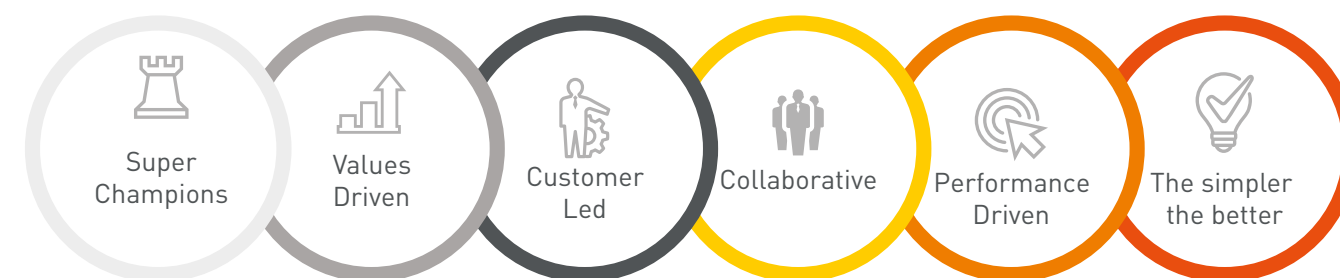 Super
Champions
Values
Driven
Customer
Led
Collaborative
Performance
Driven
The simpler
the better